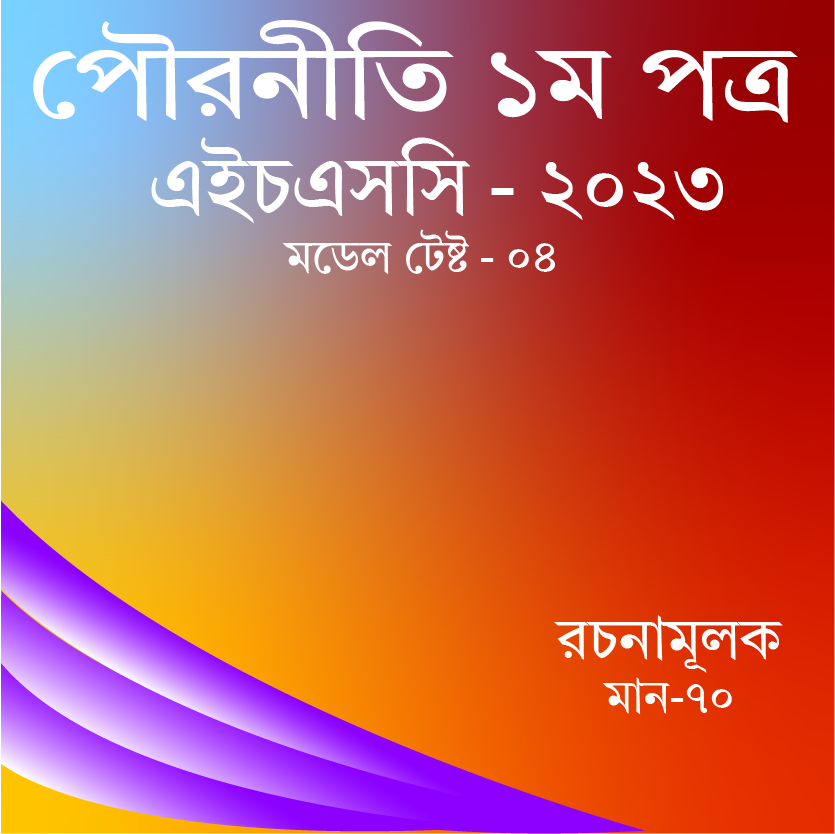 পৌরনীতি ১ম পত্র
এইচএসসি - ২০২৩
মডেল টেষ্ট - ০৪
রচনামূলক
মান-৭০